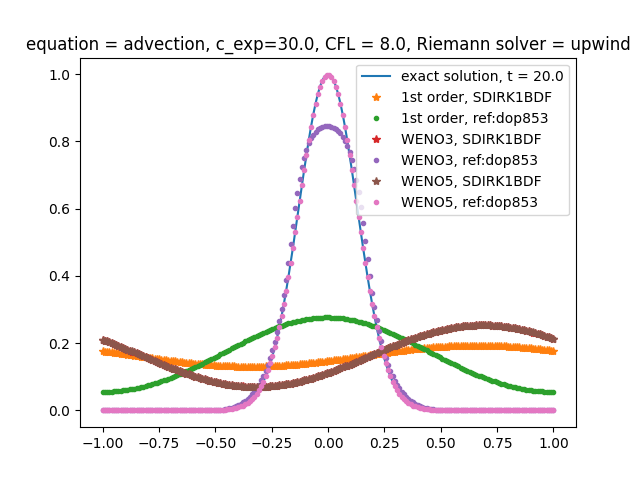 equation = advection, c_exp=30.0, CFL = 8.0, Riemann solver = upwind
exact solution, t = 20.0
1st order, SDIRK1BDF
1st order, ref:dop853
WENO3, SDIRK1BDF
WENO3, ref:dop853
WENO5, SDIRK1BDF
WENO5, ref:dop853
1.0
0.8
0.6
0.4
0.2
0.0
−1.00 −0.75 −0.50 −0.25 0.00 0.25 0.50 0.75 1.00